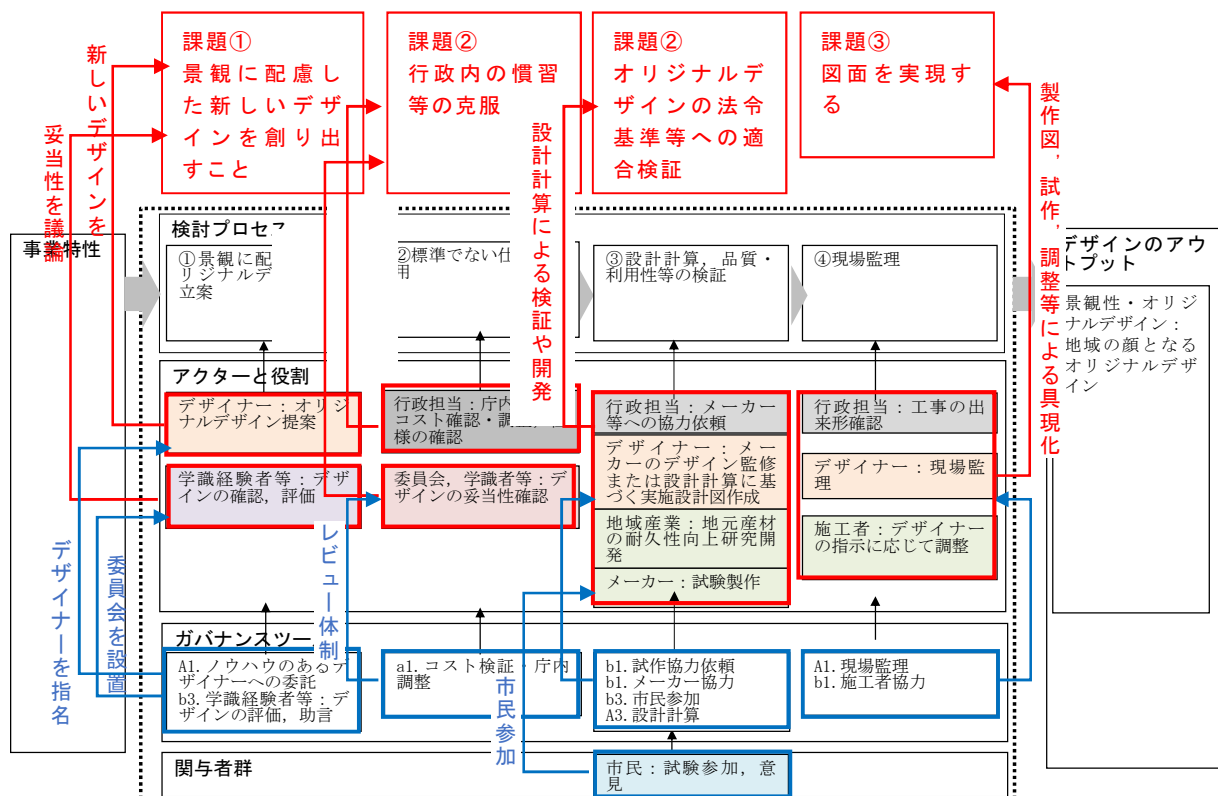 課題①
景観に配慮し
た新しいデザ
インを創り出
すこと
課題②
行政内の慣習
等の克服
課題②
オリジナルデ
ザインの法令
基準等への適
合検証
課題③
図面を実現す
る
新しいデザインを
妥当性を議論
設計計算による検証や開発
製作図，試作，調整等による具現化
事業特性
検討プロセス
①景観に配
リジナルデ
立案
②標準でない仕
用
③設計計算，品質・
利用性等の検証
④現場監理
デザインのアウ
トプット
景観性・オリジ
ナルデザイン：
地域の顔となる
オリジナルデザ
イン
アクターと役割
デザイナー：オリジ
ナルデザイン提案
学識経験者等：デザ
インの確認，評価
行政担当：庁内
コスト確認・調
様の確認
委員会，学識者等：デ
ザインの妥当性確認
行政担当：メーカー
等への協力依頼
デザイナー：メー
カーのデザイン監修
または設計計算に基
づく実施設計図作成
地域産業：地元産材
の耐久性向上研究開
発
メーカー：試験製作
行政担当：工事の出
来形確認
デザイナー：現場監
理
施工者：デザイナー
の指示に応じて調整
デザイナーを指名
委員会を設置
レビュー体制
市民参加
ガバナンスツー
A1.ノウハウのあるデ
ザイナーへの委託
b3.学識経験者等：デ
ザインの評価，助言
a1.コスト検証・庁内
調整
b1.試作協力依頼
b1.メーカー協力
b3.市民参加
A3.設計計算
A1.現場監理
b1.施工者協力
関与者群
市民：試験参加，意
見